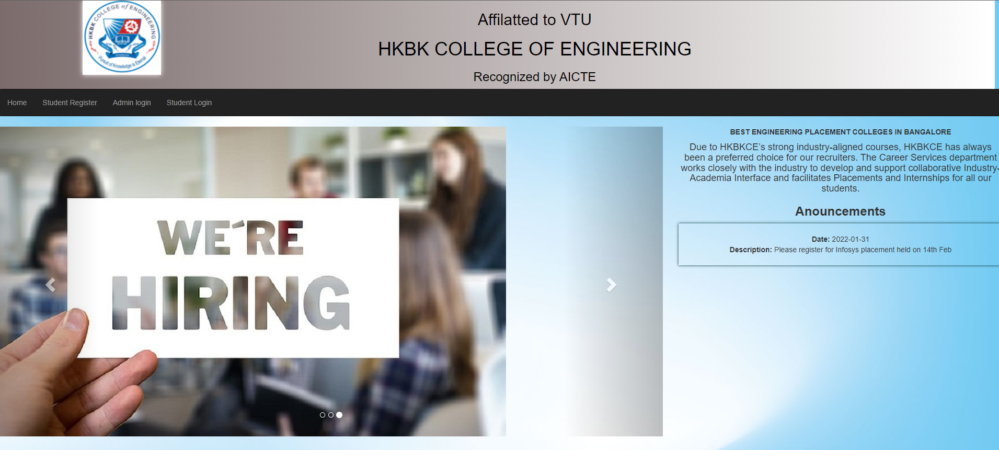 HKBK COLLEGE of ENGINEERING
Pursuit of Knowledge is Eternal
Affilatted to VTU
HKBK COLLEGE OF ENGINEERING
Recognized by AICTE
Home Student Register Admin login Student Login
WE´RE
HIRING
BEST ENGINEERING PLACEMENT COLLEGES IN BANGALORE
Due to HKBKCE’s strong industry-aligned courses, HKBKCE has always
been a preferred choice for our recruiters. The Career Services department
works closely with the industry to develop and support collaborative Industry-
Academia Interface and facilitates Placements and Internships for all our
students.
Anouncements
Date: 2022-01-31
Description: Please register for Infosys placement held on 14th Feb